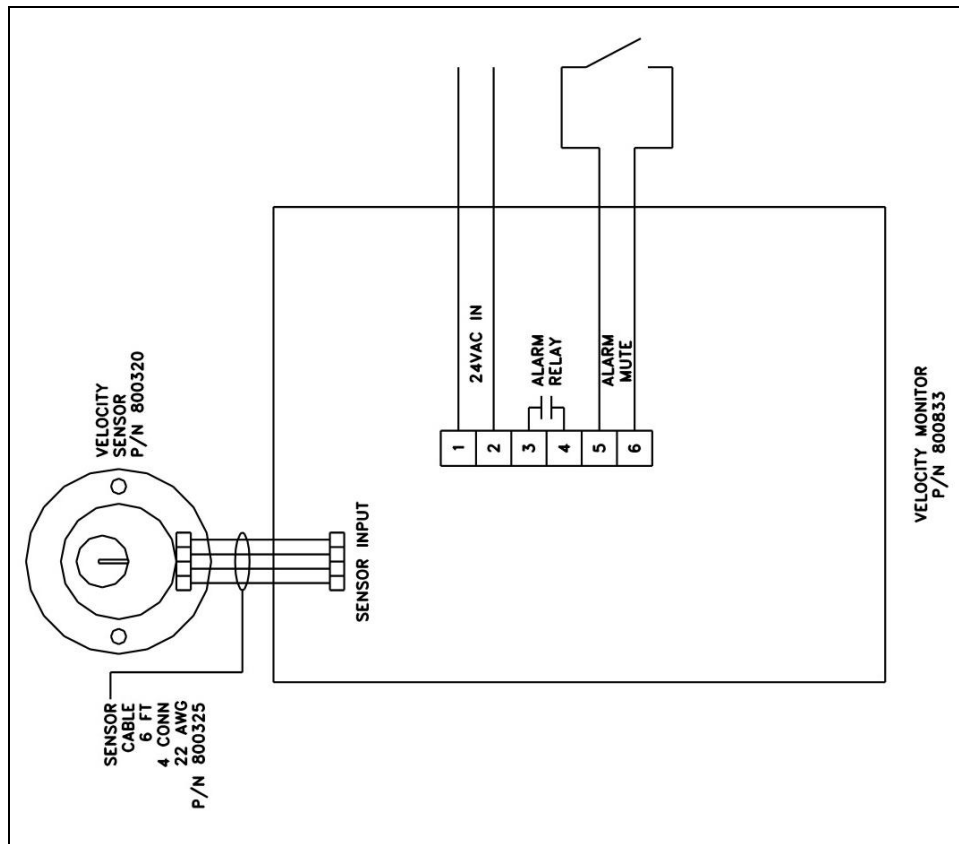 VELOCITY
SENSOR
P/N 800320
SENSOR
CABLE
6 FT
4 CONN
22 AWG
P/N 800325
SENSOR INPUT
24VAC IN
ALARM
RELAY
ALARM
MUTE
1
2
3
4
5
6
VELOCITY MONITOR
P/N 800833